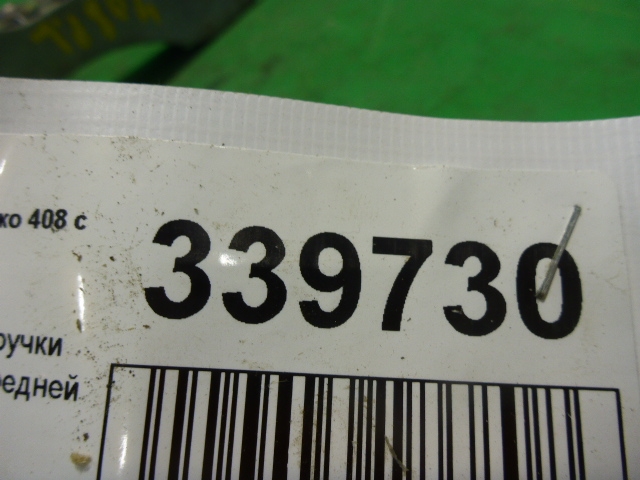 ко 408 с
339730
ручки
редней